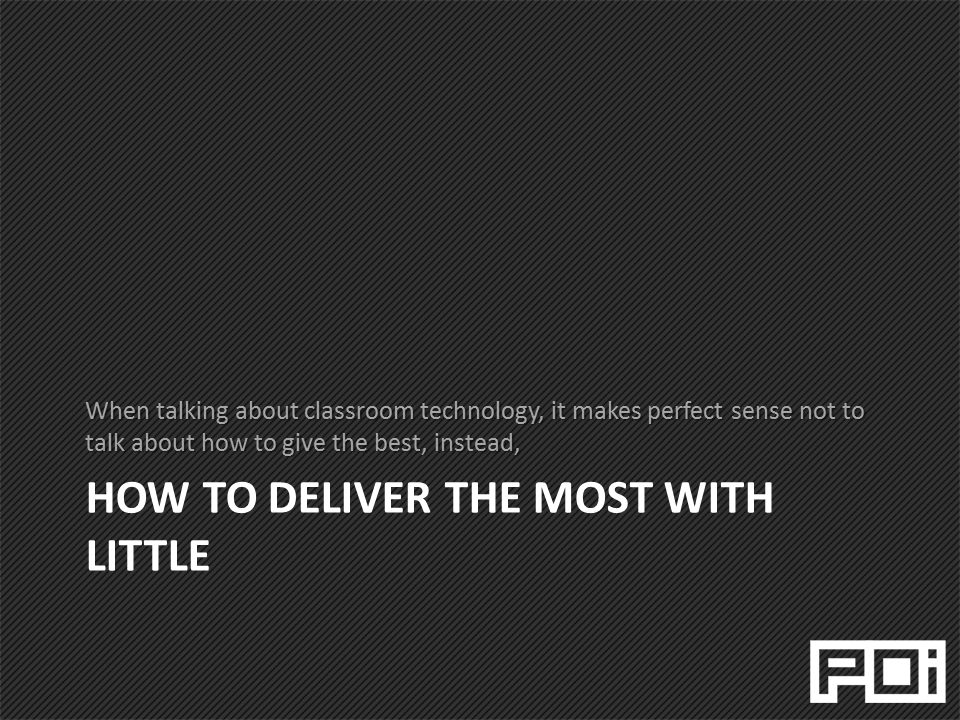 When talking about classroom technology, it makes perfect sense not to
talk about how to give the best, instead,
HOW TO DELIVER THE MOST WITH
LITTLE
POi